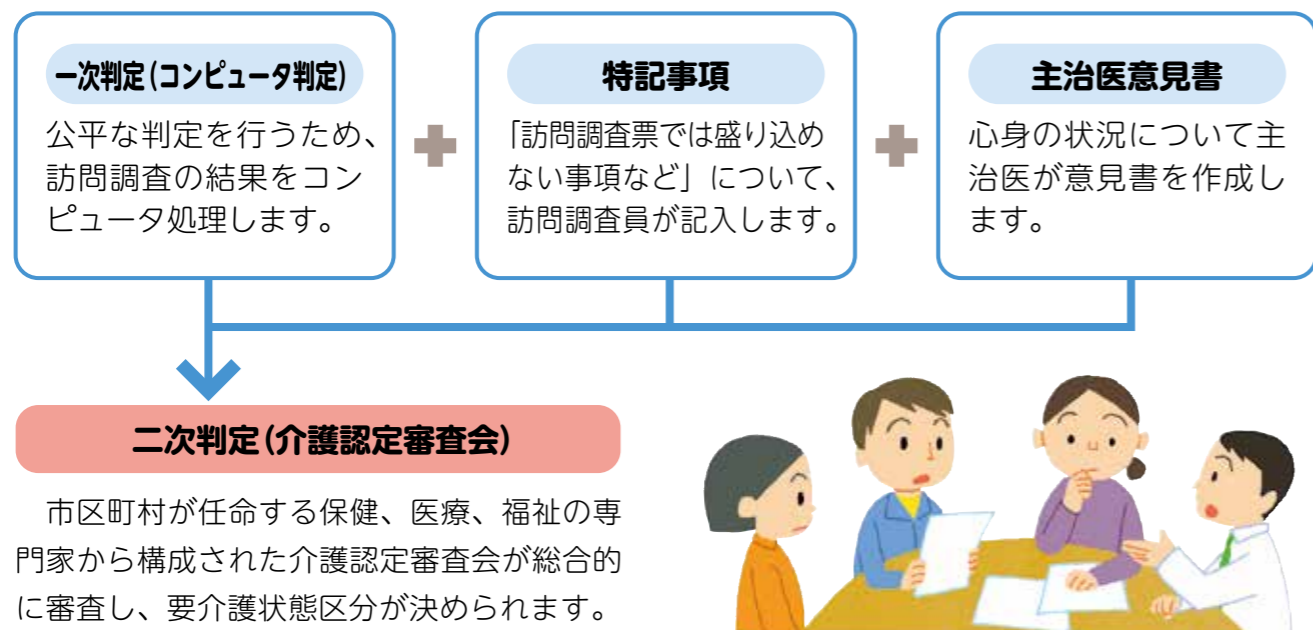 一次判定(コンピュータ判定)
公平な判定を行うため、
訪問調査の結果をコン
ピュータ処理します。
特記事項
「訪問調査票では盛り込め
ない事項など」について、
訪問調査員が記入します。
主治医意見書
心身の状況について主
治医が意見書を作成し
ます。
二次判定(介護認定審査会)
市区町村が任命する保健、医療、福祉の専
門家から構成された介護認定審査会が総合的
に審査し、要介護状態区分が決められます。